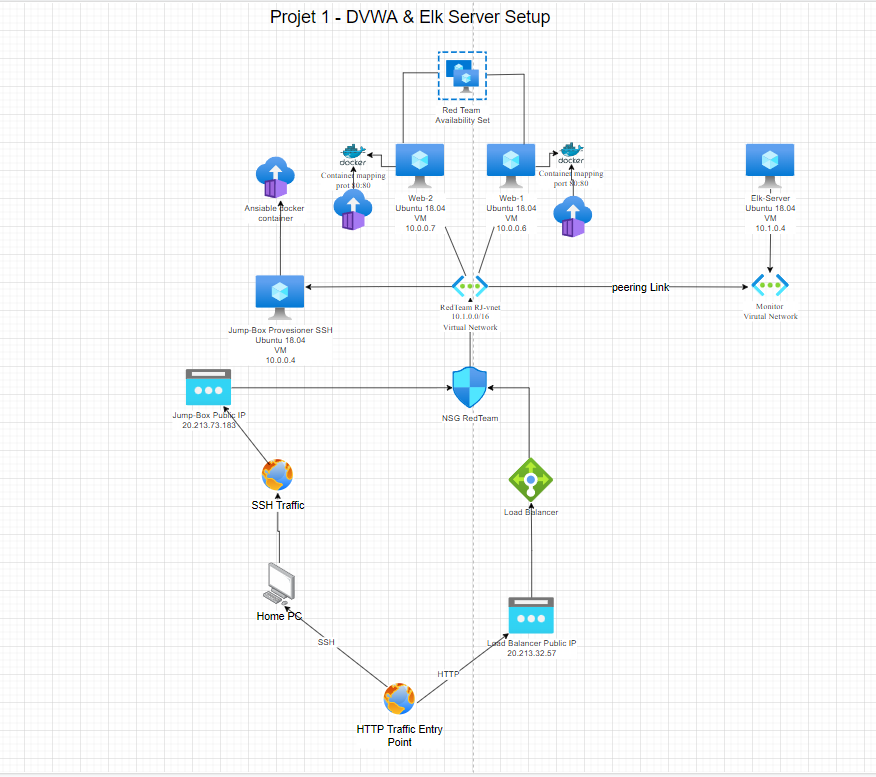 Projet 1 - DVWA & Elk Server Setup
Red Team
Availability Set
docker
Container mapping
prot 80:80
Web-2
Ubuntu 18.04
VM
10.0.0.7
Web-1
Ubuntu 18.04
VM
10.0.0.6
docker
Container mapping
port 80:80
Elk-Server
Ubuntu 18.04
VM
10.1.0.4
Ansiable docker
container
RedTeam RJ-vnet
10.1.0.0/16
Virtual Network
peering Link
Monitor
Virutal Network
Jump-Box Provesioner SSH
Ubuntu 18.04
VM
10.0.0.4
Jump-Box Public IP
20.213.73.183
NSG RedTeam
SSH Traffic
Load Balancer
Home PC
SSH
HTTP
Load Balancer Public IP
20.213.32.57
HTTP Traffic Entry
Point